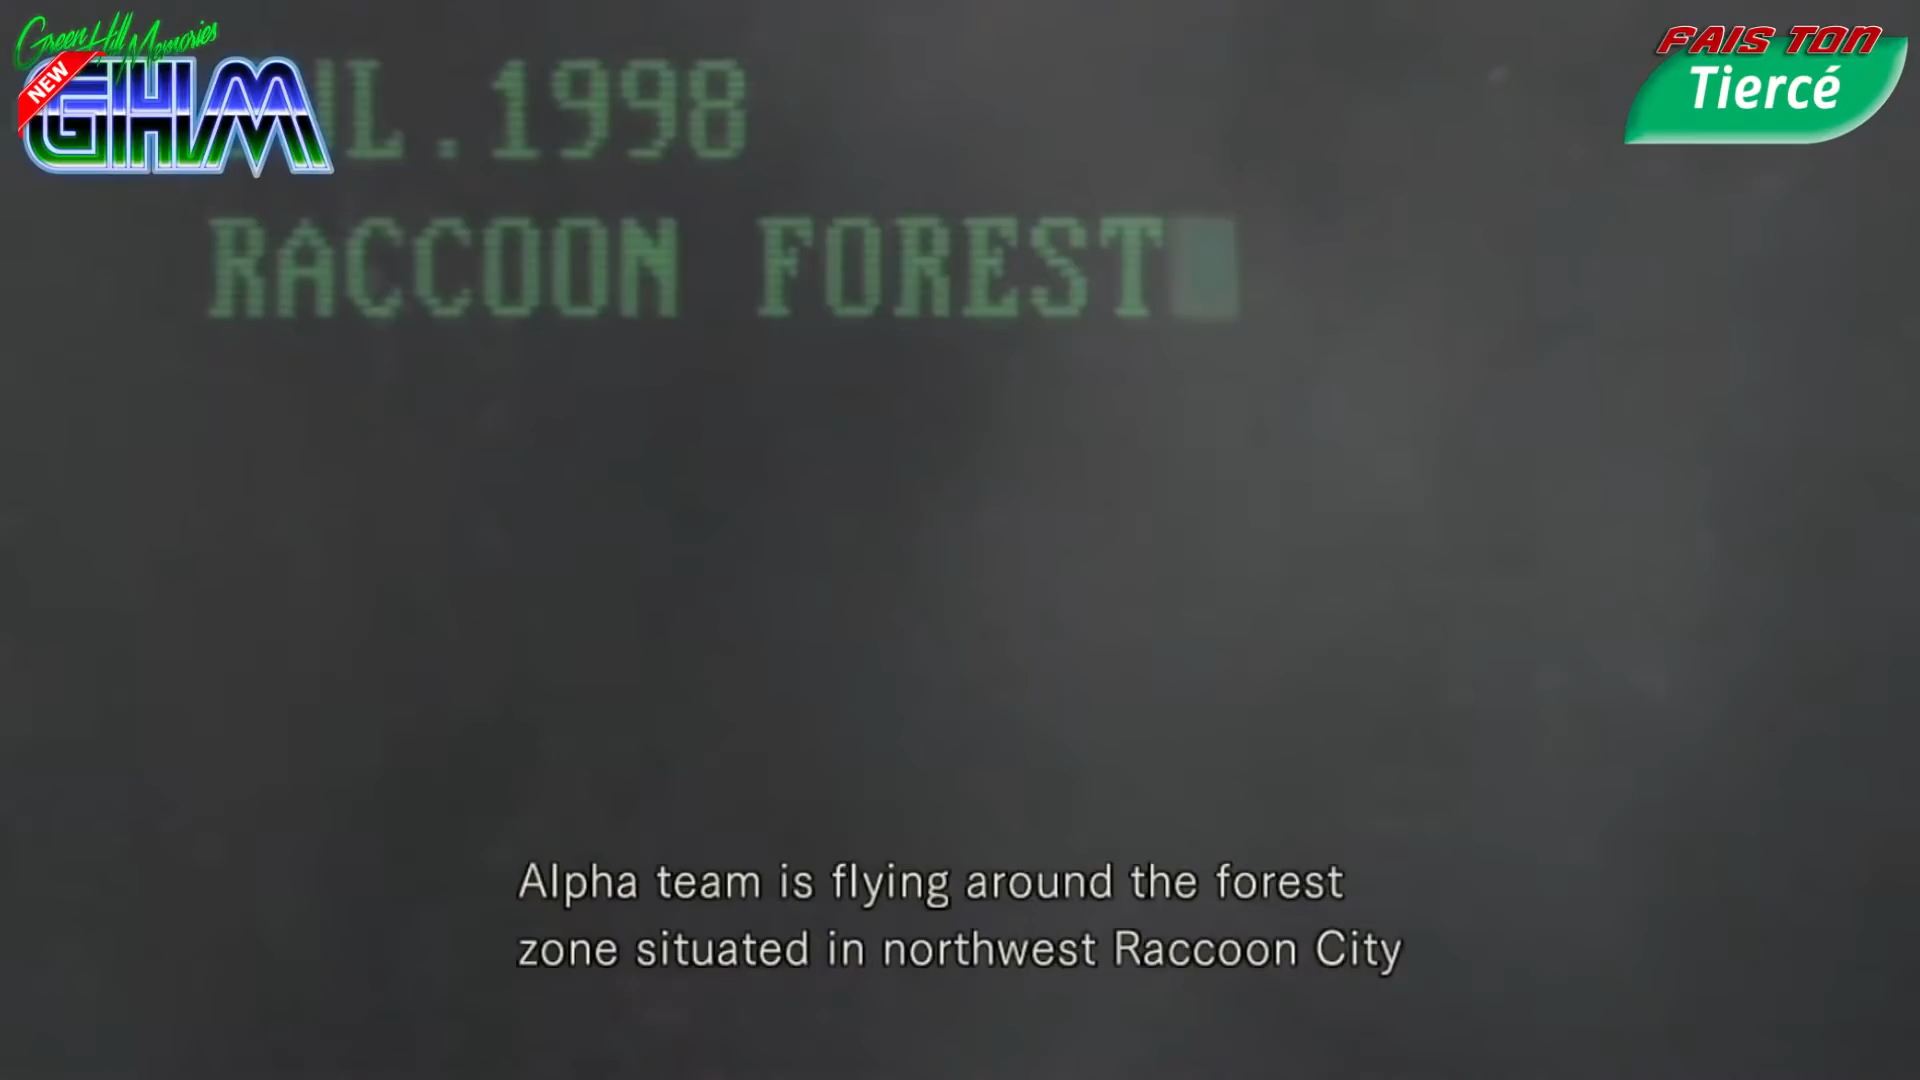 Green Hill Memories
NEW
GHM
FAIS TON
Tiercé
L.1998
RACCOON FOREST
Alpha team is flying around the forest
zone situated in northwest Raccoon City